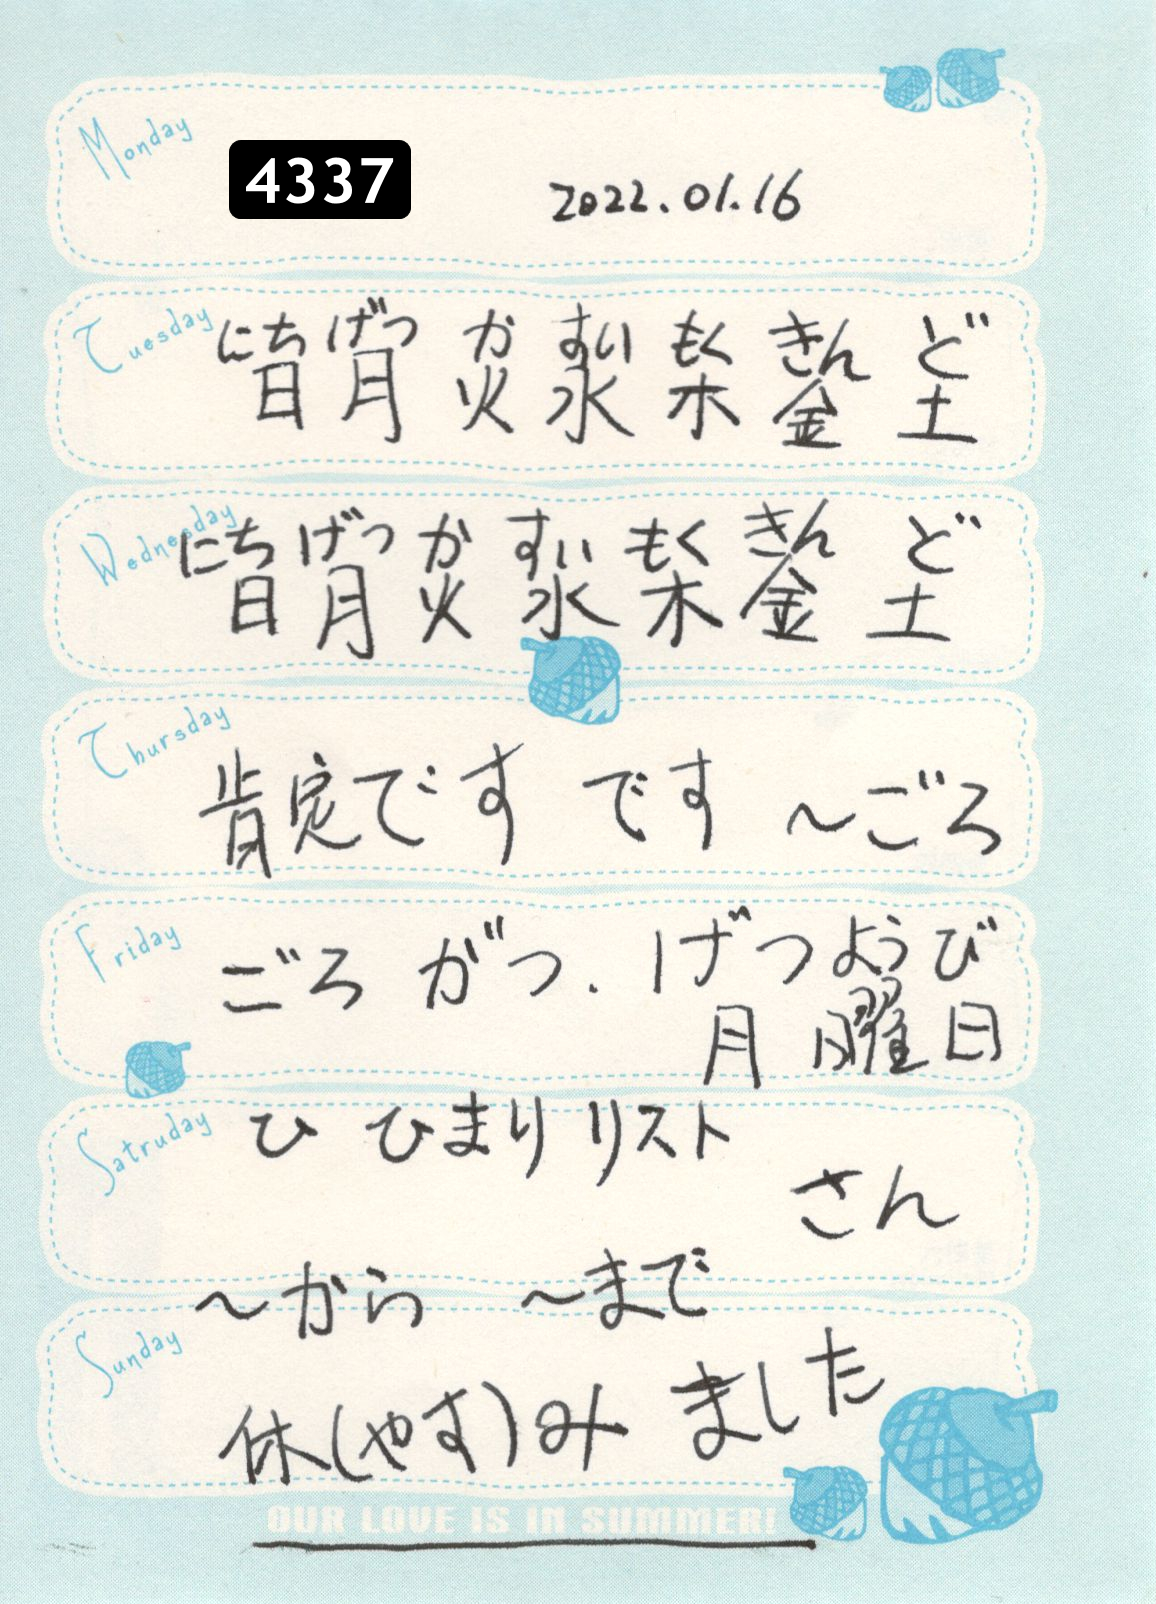 Monday
4337 2022.01.16
Tuesday
にち げつ か すい もく きん ど
日 月 火 水 木 金 土
Wednesday
にち げつ か すい もく きん ど
日 月 火 水 木 金 土
Thursday
肯定です です ～ごろ
Friday
ごろ がつ. げつようび
月曜日
Satruday
ひ ひまり リスト
さん
～から ～まで
Sunday
休(やす)み ました
OUR LOVE IS IN SUMMER!